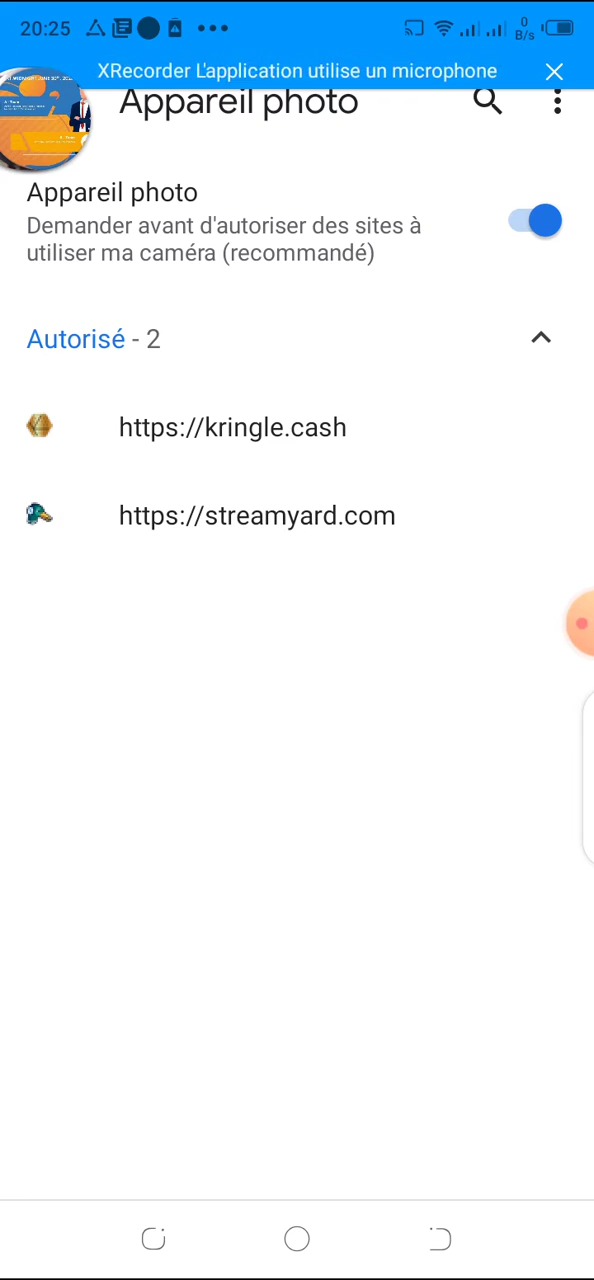 20:25
0
B/s
XRecorder L'application utilise un microphone
Appareil photo
Appareil photo
Demander avant d'autoriser des sites à
utiliser ma caméra (recommandé)
Autorisé - 2
https://kringle.cash
https://streamyard.com